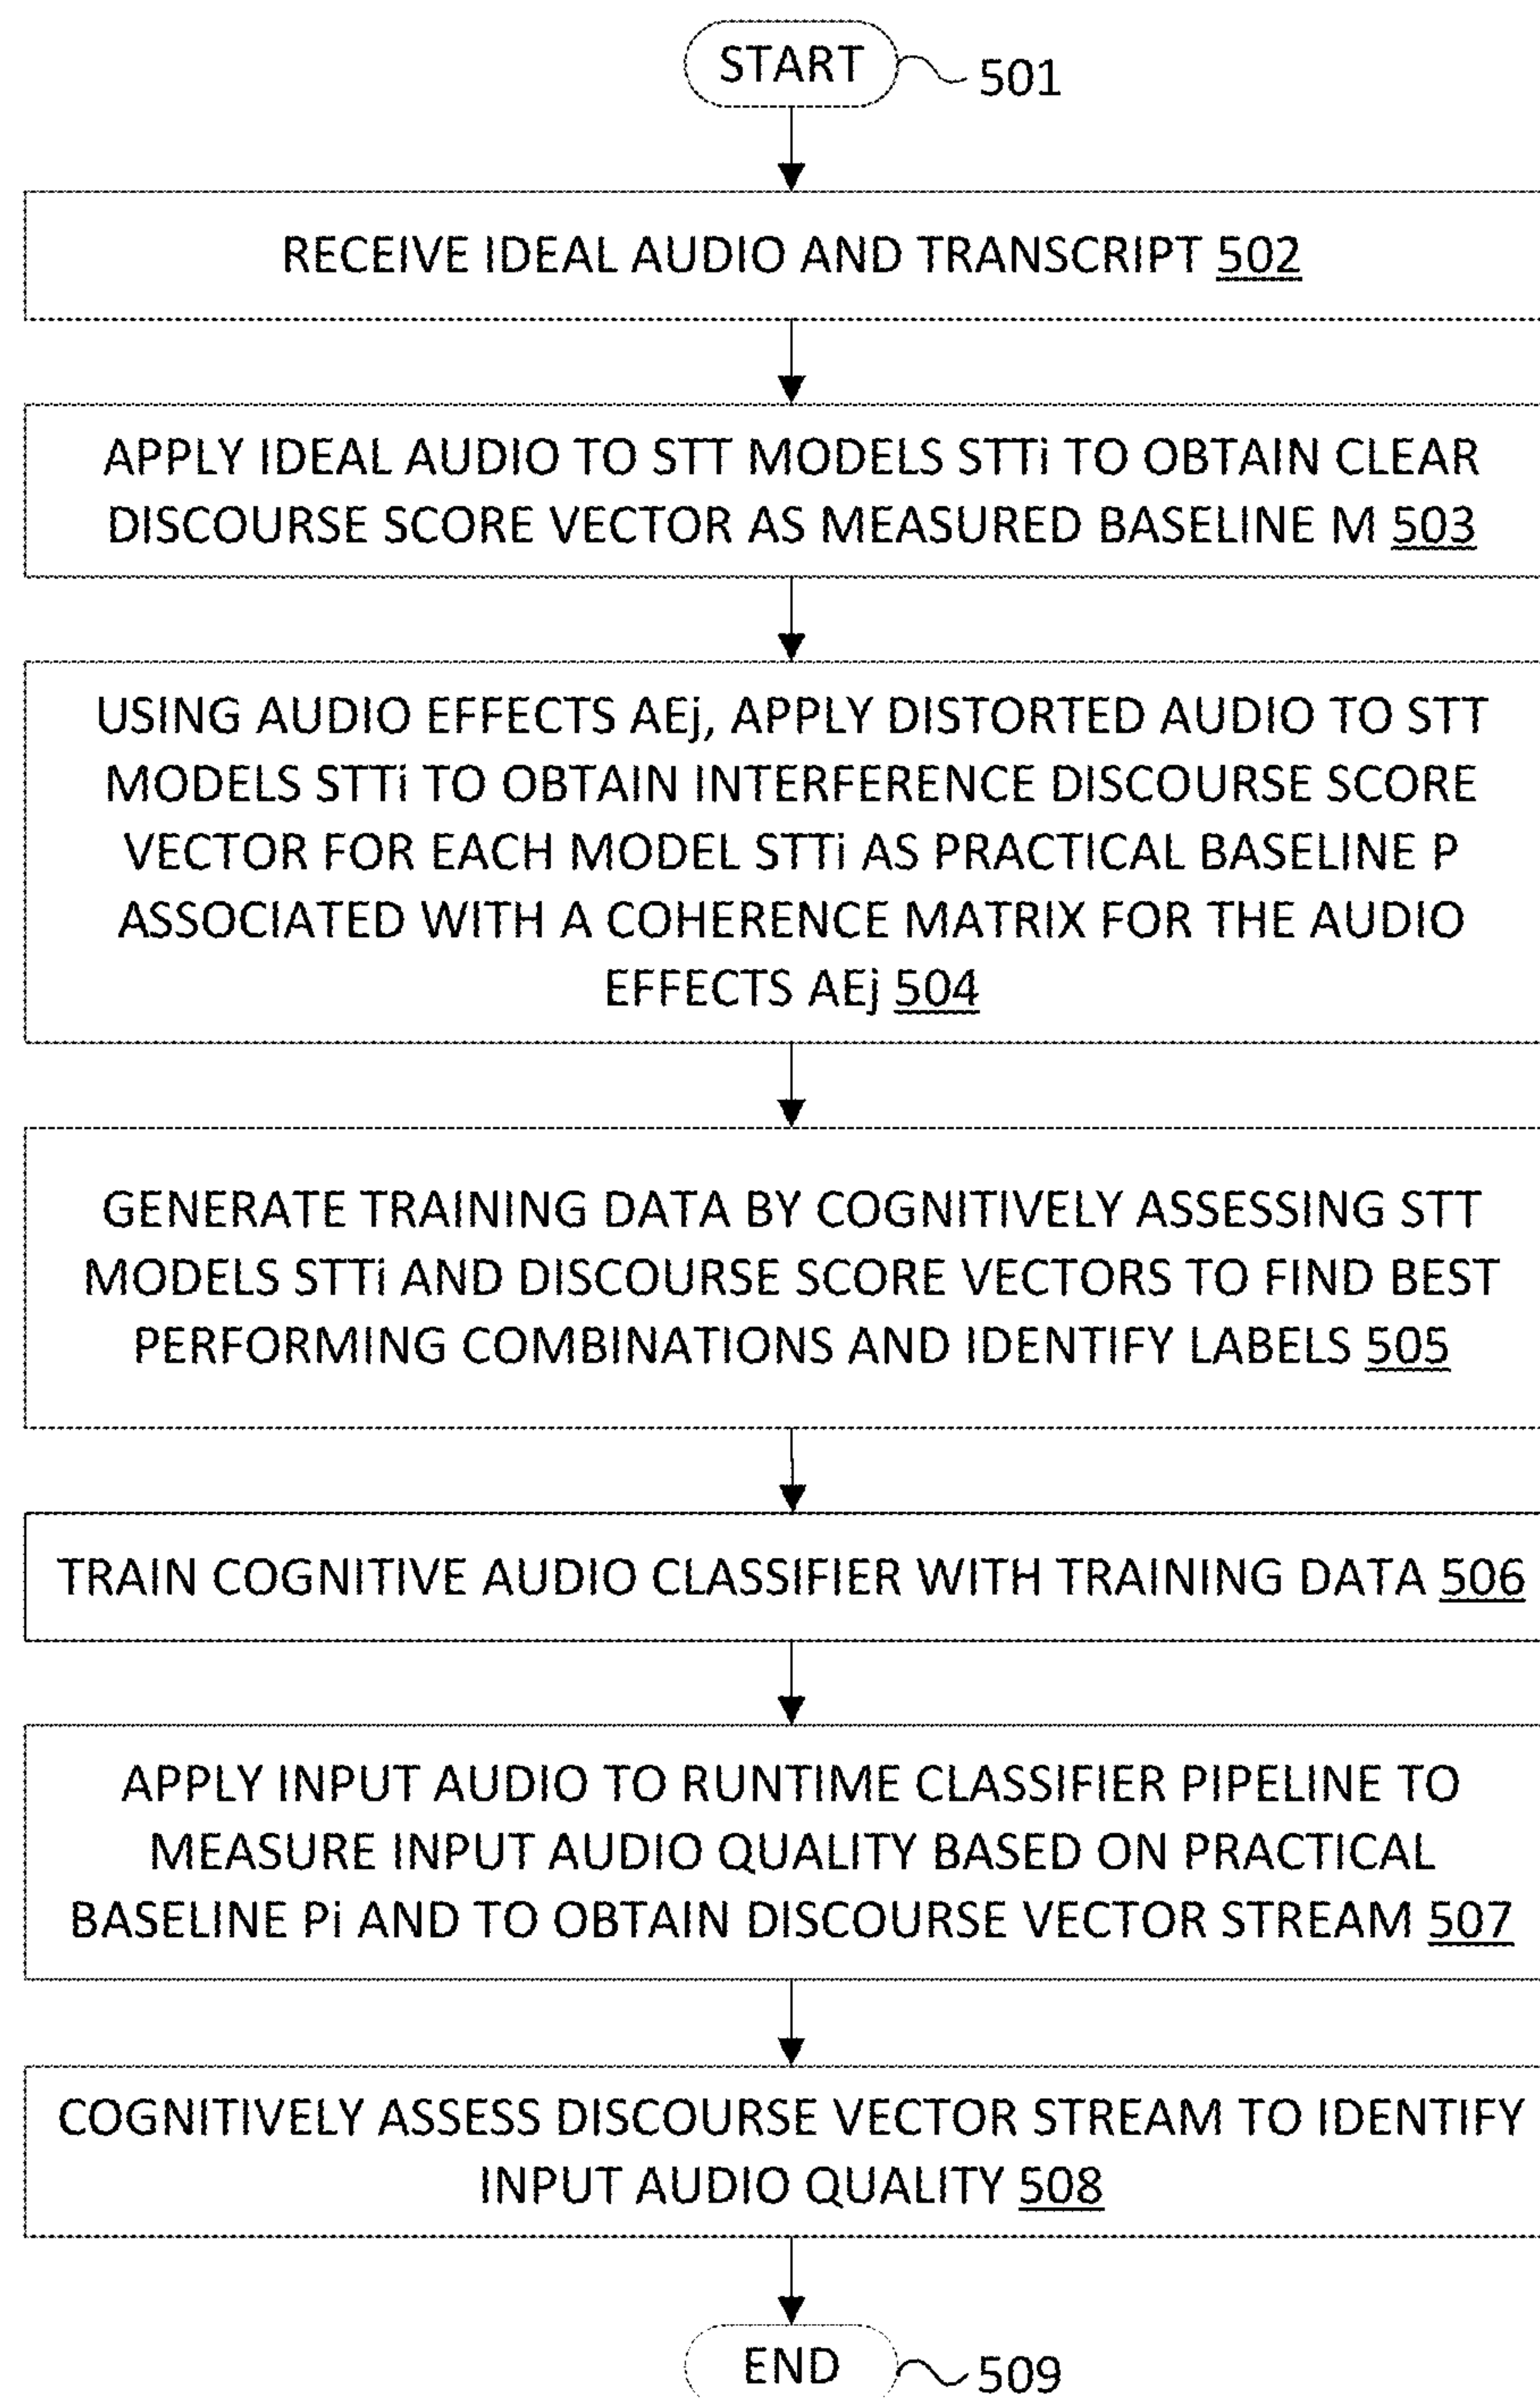 START
501
RECEIVE IDEAL AUDIO AND TRANSCRIPT 502
APPLY IDEAL AUDIO TO STT MODELS STTi TO OBTAIN CLEAR
DISCOURSE SCORE VECTOR AS MEASURED BASELINE M 503
USING AUDIO EFFECTS AEj, APPLY DISTORTED AUDIO TO STT
MODELS STTi TO OBTAIN INTERFERENCE DISCOURSE SCORE
VECTOR FOR EACH MODEL STTi AS PRACTICAL BASELINE P
ASSOCIATED WITH A COHERENCE MATRIX FOR THE AUDIO
EFFECTS AEj 504
GENERATE TRAINING DATA BY COGNITIVELY ASSESSING STT
MODELS STTi AND DISCOURSE SCORE VECTORS TO FIND BEST
PERFORMING COMBINATIONS AND IDENTIFY LABELS 505
TRAIN COGNITIVE AUDIO CLASSIFIER WITH TRAINING DATA 506
APPLY INPUT AUDIO TO RUNTIME CLASSIFIER PIPELINE TO
MEASURE INPUT AUDIO QUALITY BASED ON PRACTICAL
BASELINE Pi AND TO OBTAIN DISCOURSE VECTOR STREAM 507
COGNITIVELY ASSESS DISCOURSE VECTOR STREAM TO IDENTIFY
INPUT AUDIO QUALITY 508
END
509